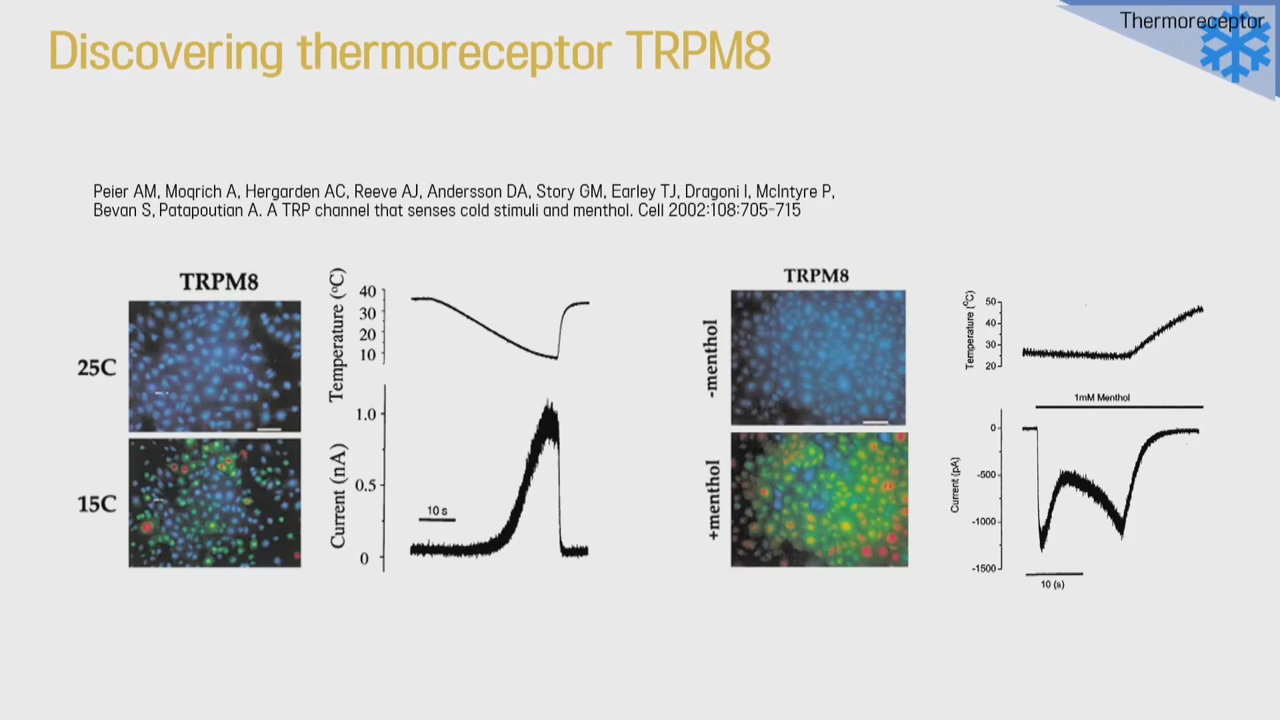 Thermoreceptor
Discovering thermoreceptor TRPM8
Peier AM, Moqrich A, Hergarden AC, Reeve AJ, Andersson DA, Story GM, Earley TJ, Dragoni I, McIntyre P,
Bevan S, Patapoutian A. A TRP channel that senses cold stimuli and menthol. Cell 2002:108:705-715
TRPM8
25C
15C
Temperature (°C)
40
30
20
10
Current (nA)
1.0
0.5
0
10 s
TRPM8
-menthol
+menthol
Temperature (°C)
50
40
30
20
1mM Menthol
Current (pA)
0
-500
-1000
-1500
10 (s)